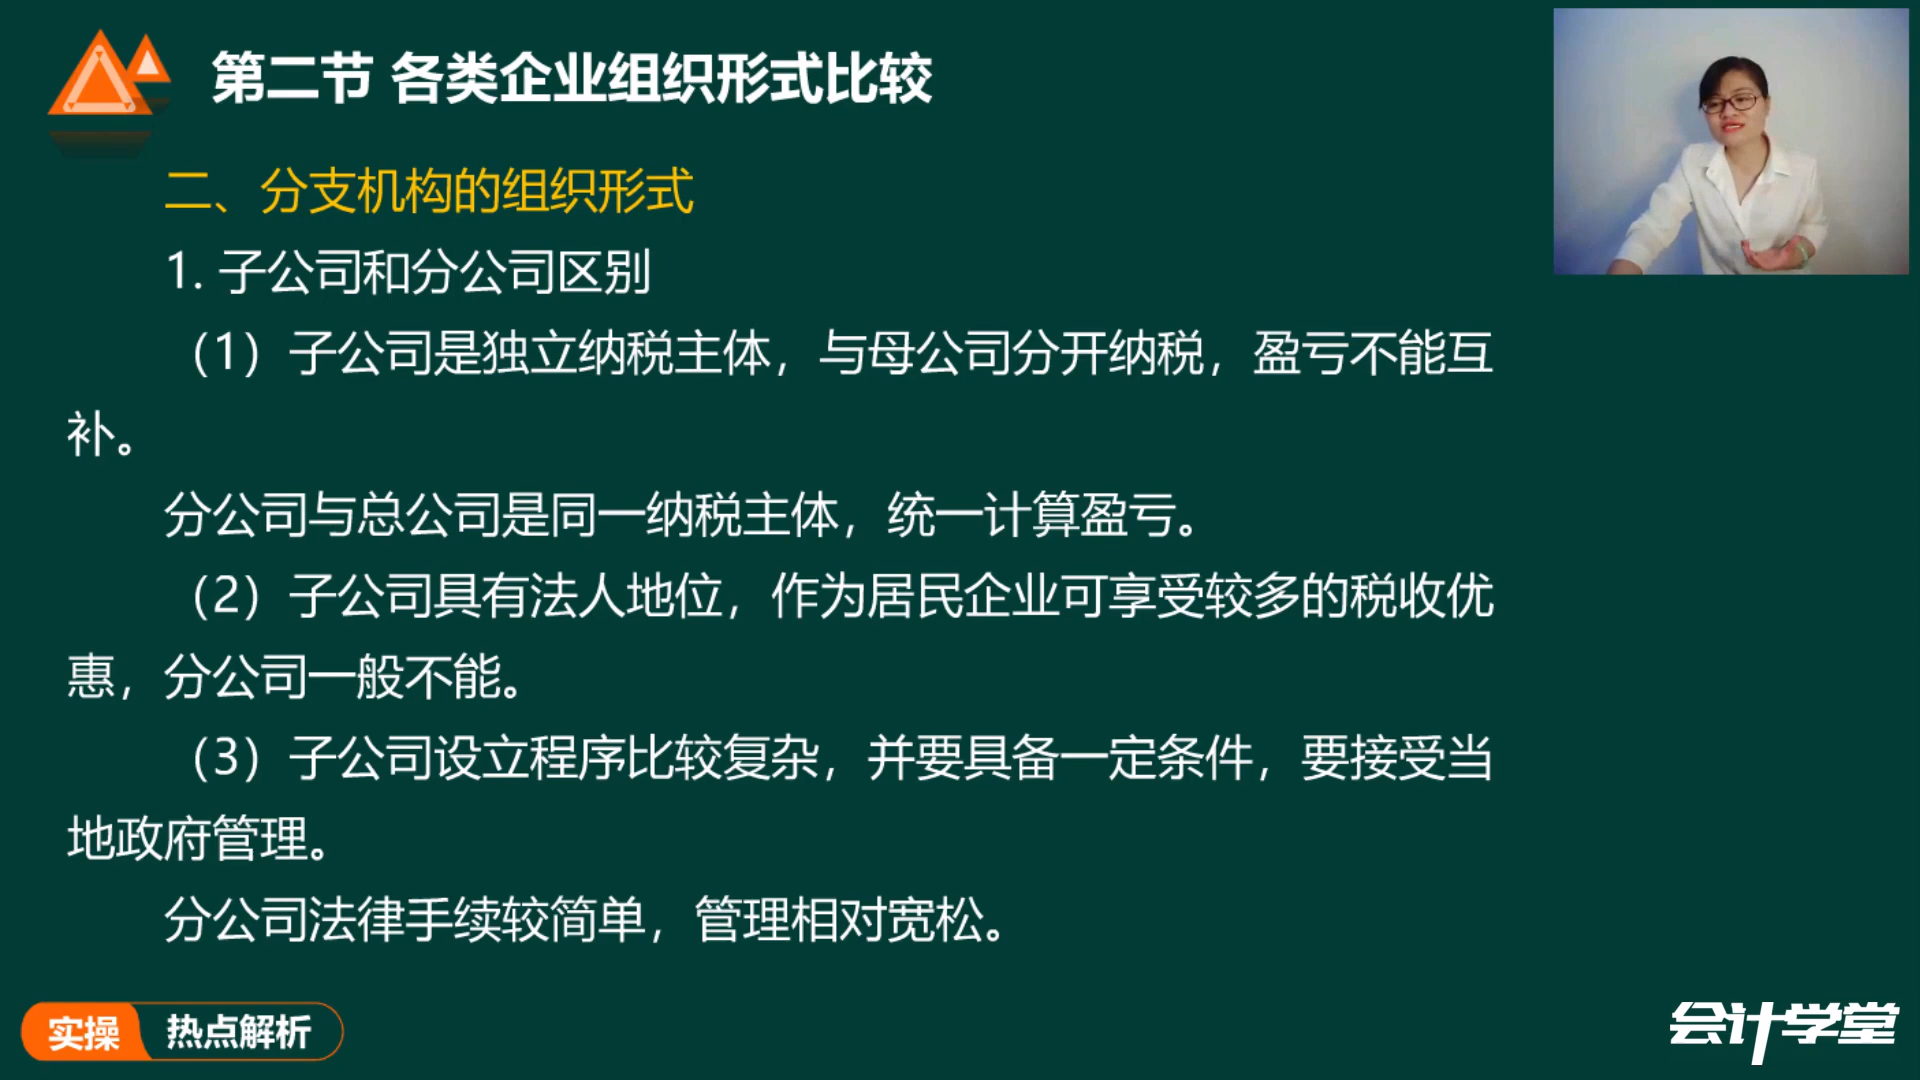 第二节 各类企业组织形式比较
二、分支机构的组织形式
1. 子公司和分公司区别
（1）子公司是独立纳税主体，与母公司分开纳税，盈亏不能互
补。
分公司与总公司是同一纳税主体，统一计算盈亏。
（2）子公司具有法人地位，作为居民企业可享受较多的税收优
惠，分公司一般不能。
（3）子公司设立程序比较复杂，并要具备一定条件，要接受当
地政府管理。
分公司法律手续较简单，管理相对宽松。
实操 热点解析
会计学堂